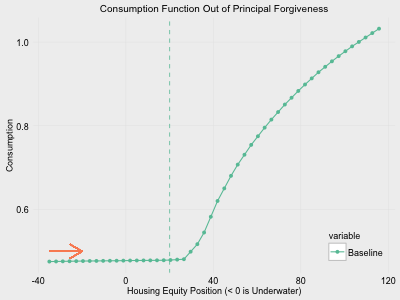 Consumption Function Out of Principal Forgiveness
1.0
0.8
0.6
Consumption
-40
0
40
80
120
Housing Equity Position (< 0 is Underwater)
variable
Baseline